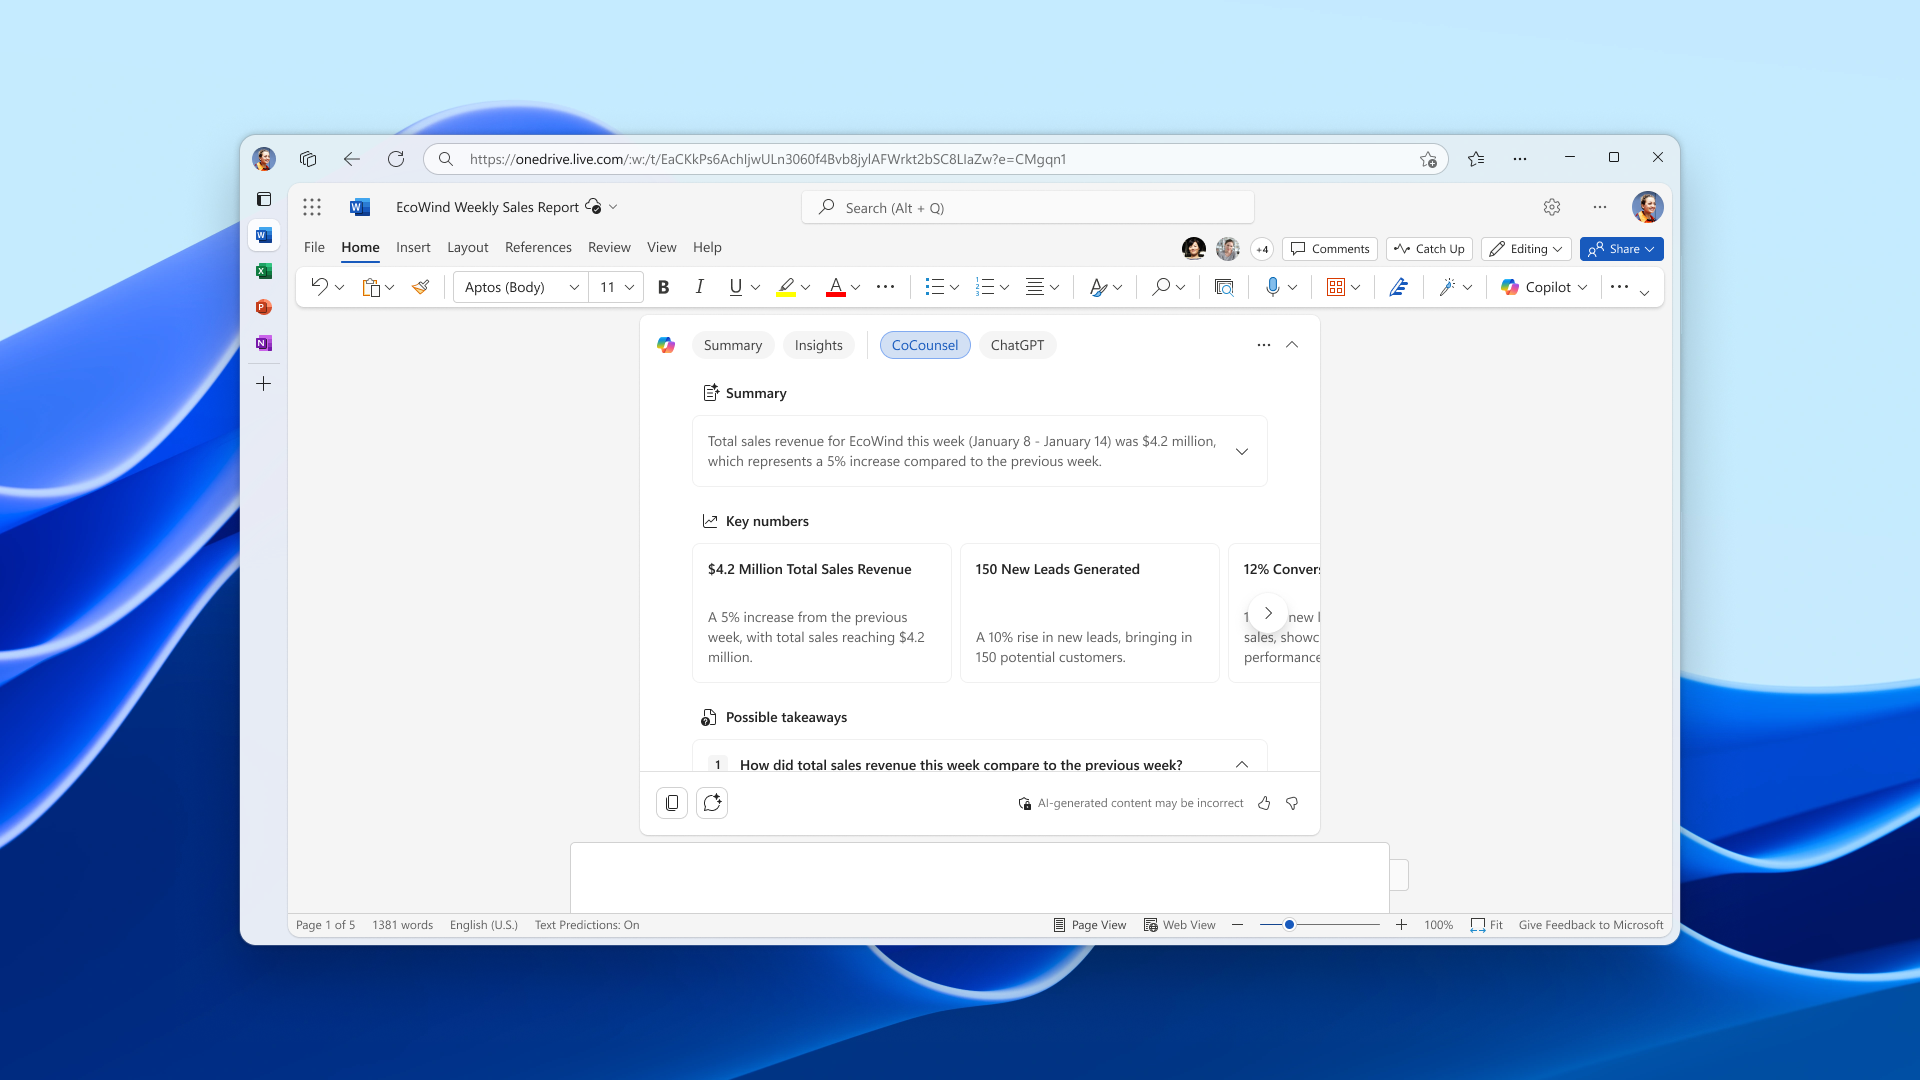 https://onedrive.live.com/:w:/t/EaCKkPs6AchIjwULn3060f4Bvb8jylAFWrkt2bSC8LlaZw?e=CMgqn1
EcoWind Weekly Sales Report
Search (Alt + Q)
File Home Insert Layout References Review View Help
+4 Comments Catch Up Editing Share
Aptos (Body) 11 Copilot
Summary Insights CoCounsel ChatGPT
Summary
Total sales revenue for EcoWind this week (January 8 - January 14) was $4.2 million,
which represents a 5% increase compared to the previous week.
Key numbers
$4.2 Million Total Sales Revenue
A 5% increase from the previous
week, with total sales reaching $4.2
million.
150 New Leads Generated
A 10% rise in new leads, bringing in
150 potential customers.
12% Convers
new l
sales, showc
performance
Possible takeaways
1 How did total sales revenue this week compare to the previous week?
AI-generated content may be incorrect
Page 1 of 5 1381 words English (U.S.) Text Predictions: On Page View Web View 100% Fit Give Feedback to Microsoft